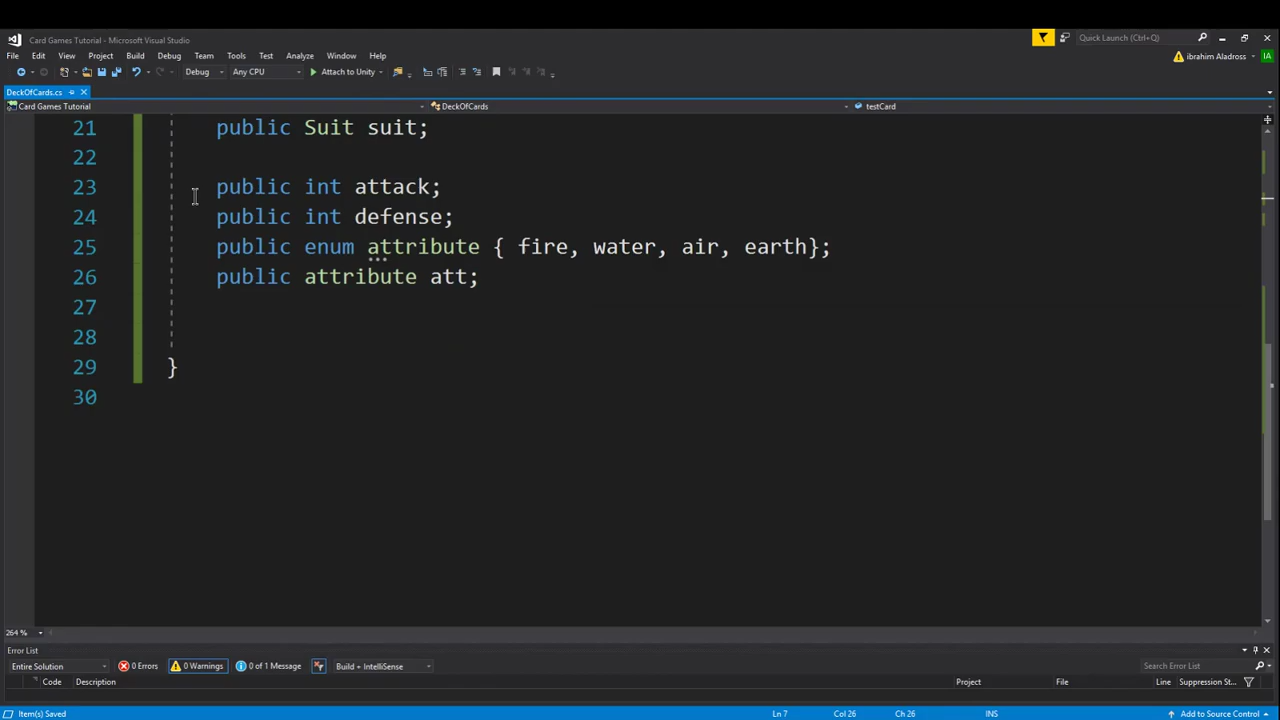 Card Games Tutorial - Microsoft Visual Studio
Quick Launch (Ctrl+Q)
File Edit View Project Build Debug Team Tools Test Analyze Window Help
ibrahim Aladross IA
Debug Any CPU Attach to Unity
DeckOfCards.cs
Card Games Tutorial DeckOfCards testCard
21 public Suit suit;
22
23 public int attack;
24 public int defense;
25 public enum attribute { fire, water, air, earth};
26 public attribute att;
27
28
29 }
30
264 %
Error List
Entire Solution 0 Errors 0 Warnings 0 of 1 Message Build + IntelliSense Search Error List
Code Description Project File Line Suppression St...
Item(s) Saved Ln 7 Col 26 Ch 26 INS Add to Source Control